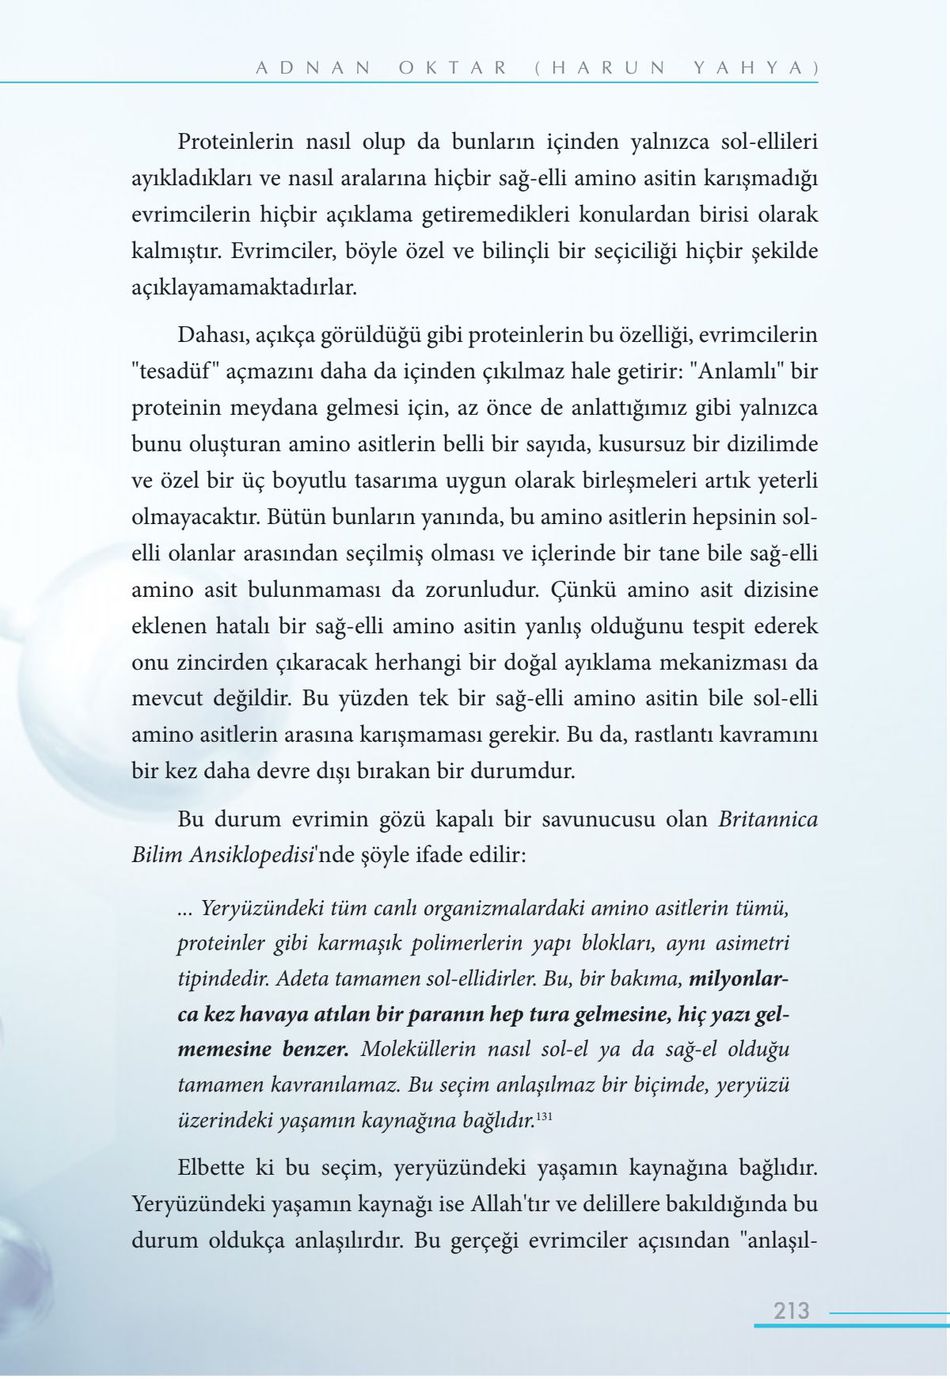 ADNAN OKTAR (HARUN YAHYA)
Proteinlerin nasıl olup da bunların içinden yalnızca sol-ellileri
ayıkladıkları ve nasıl aralarına hiçbir sağ-elli amino asitin karışmadığı
evrimcilerin hiçbir açıklama getiremedikleri konulardan birisi olarak
kalmıştır. Evrimciler, böyle özel ve bilinçli bir seçiciliği hiçbir şekilde
açıklayamamaktadırlar.
Dahası, açıkça görüldüğü gibi proteinlerin bu özelliği, evrimcilerin
"tesadüf" açmazını daha da içinden çıkılmaz hale getirir: "Anlamlı" bir
proteinin meydana gelmesi için, az önce de anlattığımız gibi yalnızca
bunu oluşturan amino asitlerin belli bir sayıda, kusursuz bir dizilimde
ve özel bir üç boyutlu tasarıma uygun olarak birleşmeleri artık yeterli
olmayacaktır. Bütün bunların yanında, bu amino asitlerin hepsinin sol-
elli olanlar arasından seçilmiş olması ve içlerinde bir tane bile sağ-elli
amino asit bulunmaması da zorunludur. Çünkü amino asit dizisine
eklenen hatalı bir sağ-elli amino asitin yanlış olduğunu tespit ederek
onu zincirden çıkaracak herhangi bir doğal ayıklama mekanizması da
mevcut değildir. Bu yüzden tek bir sağ-elli amino asitin bile sol-elli
amino asitlerin arasına karışmaması gerekir. Bu da, rastlantı kavramını
bir kez daha devre dışı bırakan bir durumdur.
Bu durum evrimin gözü kapalı bir savunucusu olan Britannica
Bilim Ansiklopedisi'nde şöyle ifade edilir:
... Yeryüzündeki tüm canlı organizmalardaki amino asitlerin tümü,
proteinler gibi karmaşık polimerlerin yapı blokları, aynı asimetri
tipindedir. Adeta tamamen sol-ellidirler. Bu, bir bakıma, milyonlar-
ca kez havaya atılan bir paranın hep tura gelmesine, hiç yazı gel-
memesine benzer. Moleküllerin nasıl sol-el ya da sağ-el olduğu
tamamen kavranılamaz. Bu seçim anlaşılmaz bir biçimde, yeryüzü
üzerindeki yaşamın kaynağına bağlıdır.131
Elbette ki bu seçim, yeryüzündeki yaşamın kaynağına bağlıdır.
Yeryüzündeki yaşamın kaynağı ise Allah'tır ve delillere bakıldığında bu
durum oldukça anlaşılırdır. Bu gerçeği evrimciler açısından "anlaşıl-
213